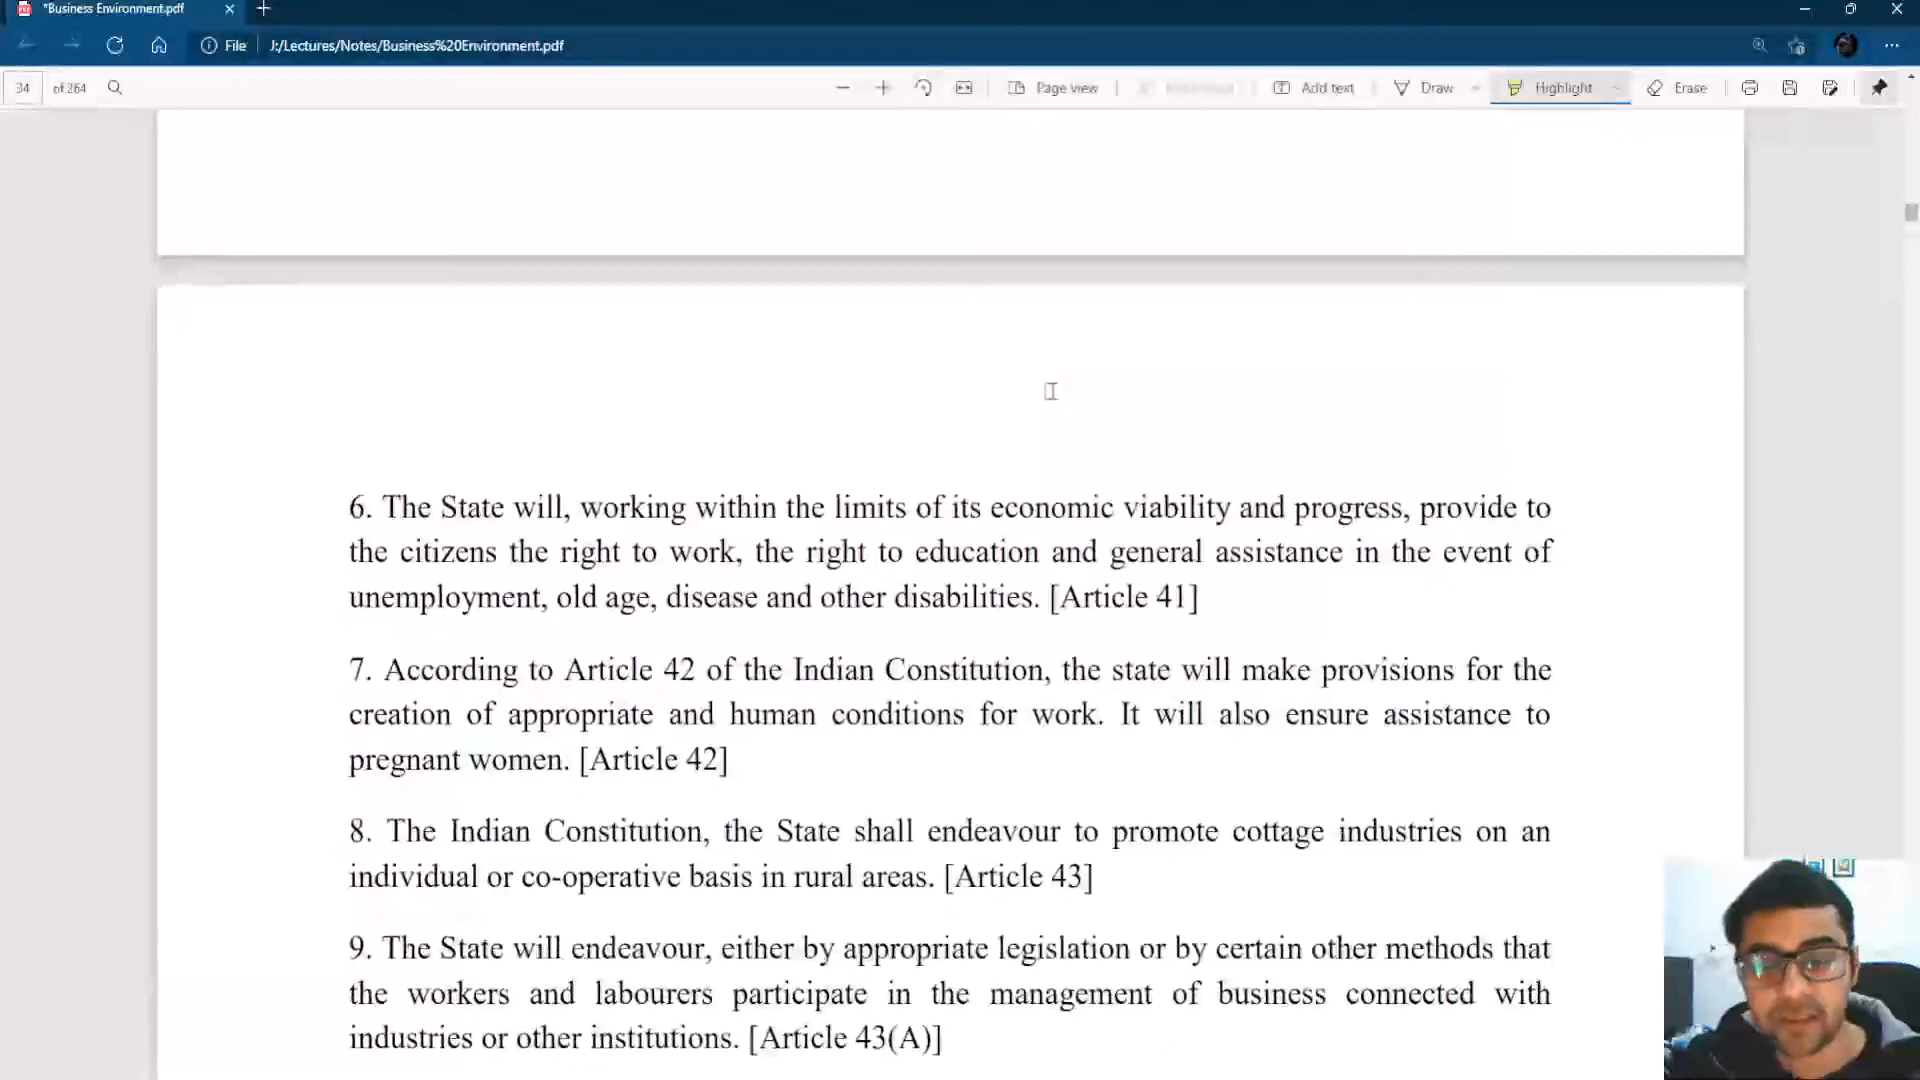 *Business Environment.pdf
File J:/Lectures/Notes/Business%20Environment.pdf
34 of 264 Page view Add text Draw Highlight Erase
6. The State will, working within the limits of its economic viability and progress, provide to
the citizens the right to work, the right to education and general assistance in the event of
unemployment, old age, disease and other disabilities. [Article 41]
7. According to Article 42 of the Indian Constitution, the state will make provisions for the
creation of appropriate and human conditions for work. It will also ensure assistance to
pregnant women. [Article 42]
8. The Indian Constitution, the State shall endeavour to promote cottage industries on an
individual or co-operative basis in rural areas. [Article 43]
9. The State will endeavour, either by appropriate legislation or by certain other methods that
the workers and labourers participate in the management of business connected with
industries or other institutions. [Article 43(A)]